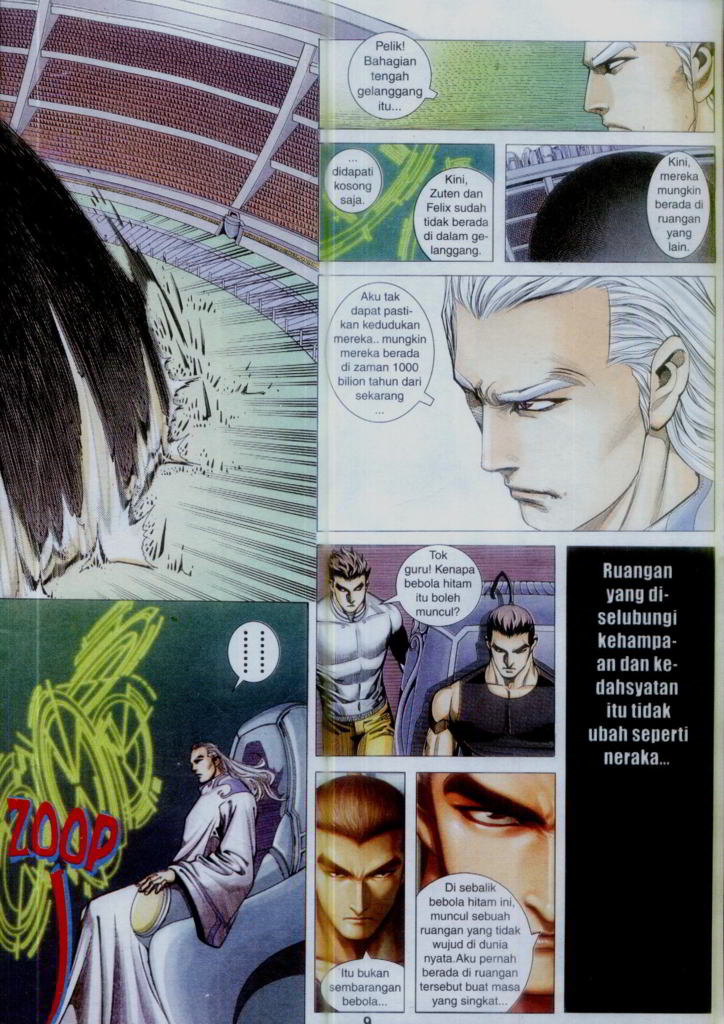 Pelik!
Bahagian
tengah
gelanggang
itu...
...
didapati
kosong
saja.
Kini,
Zuten dan
Felix sudah
tidak berada
di dalam ge-
langgang.
Kini,
mereka
mungkin
berada di
ruangan
yang
lain.
Aku tak
dapat pasti-
kan kedudukan
mereka.. mungkin
mereka berada
di zaman 1000
bilion tahun dari
sekarang
...
ZOOP
Tok
guru! Kenapa
bebola hitam
itu boleh
muncul?
Itu bukan
sembarangan
bebola...
Di sebalik
bebola hitam ini,
muncul sebuah
ruangan yang tidak
wujud di dunia
nyata.Aku pernah
berada di ruangan
tersebut buat masa
yang singkat...
Ruangan
yang di-
selubungi
kehampa-
an dan ke-
dahsyatan
itu tidak
ubah seperti
neraka...
9